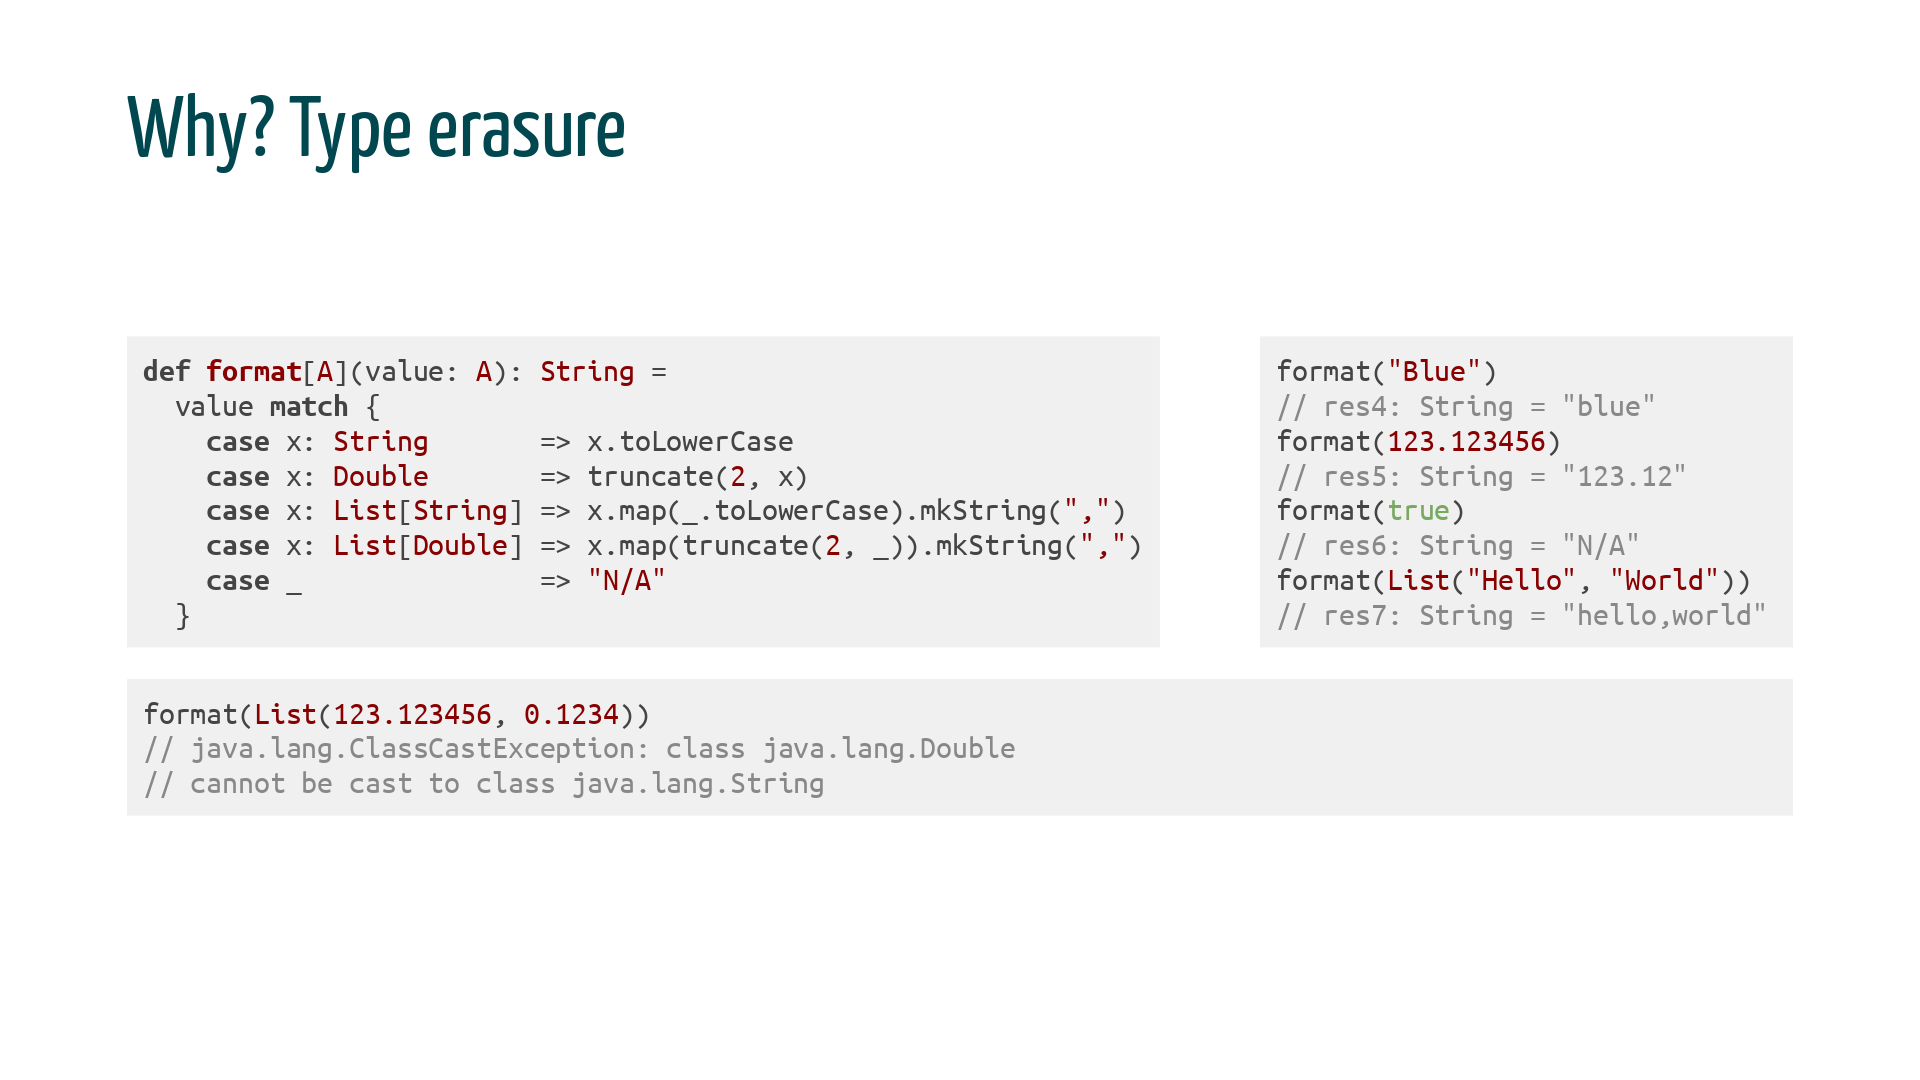 Why? Type erasure
def format[A](value: A): String =
  value match {
    case x: String       => x.toLowerCase
    case x: Double       => truncate(2, x)
    case x: List[String] => x.map(_.toLowerCase).mkString(",")
    case x: List[Double] => x.map(truncate(2, _)).mkString(",")
    case _               => "N/A"
  }
format("Blue")
// res4: String = "blue"
format(123.123456)
// res5: String = "123.12"
format(true)
// res6: String = "N/A"
format(List("Hello", "World"))
// res7: String = "hello,world"
format(List(123.123456, 0.1234))
// java.lang.ClassCastException: class java.lang.Double
// cannot be cast to class java.lang.String